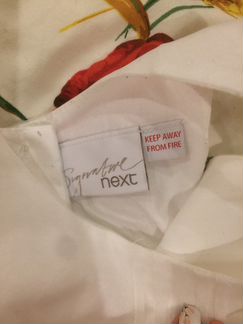 Signature
next
KEEP AWAY
FROM FIRE